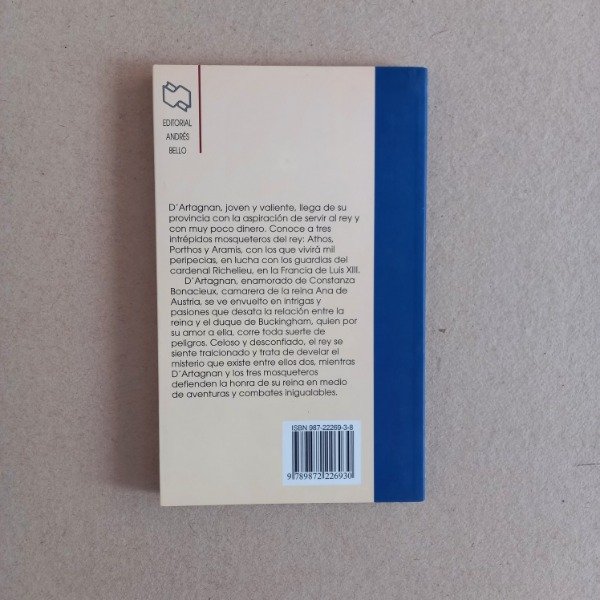 EDITORIAL
ANDRÉS
BELLO
D´Artagnan, joven y valiente, llega de su
provincia con la aspiración de servir al rey y
con muy poco dinero. Conoce a tres
intrépidos mosqueteros del rey: Athos,
Porthos y Aramis, con los que vivirá mil
peripecias, en lucha con los guardias del
cardenal Richelieu, en la Francia de Luis XIII.
D´Artagnan, enamorado de Constanza
Bonacieux, camarera de la reina Ana de
Austria, se ve envuelto en intrigas y
pasiones que desata la relación entre la
reina y el duque de Buckingham, quien por
su amor a ella, corre toda suerte de
peligros. Celoso y desconfiado, el rey se
siente traicionado y trata de develar el
misterio que existe entre ellos dos, mientras
D´Artagnan y los tres mosqueteros
defienden la honra de su reina en medio
de aventuras y combates inigualables.
ISBN 987-22269-3-8
9 789872 226930